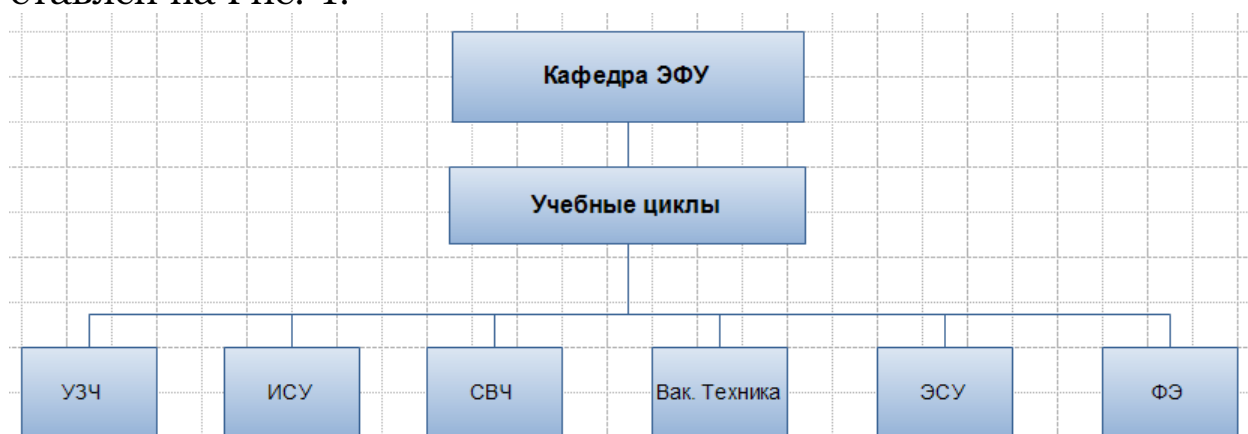 ставлен на Рис. 1.
Кафедра ЭФУ
Учебные циклы
УЗЧ
ИСУ
СВЧ
Вак. Техника
ЭСУ
ФЭ